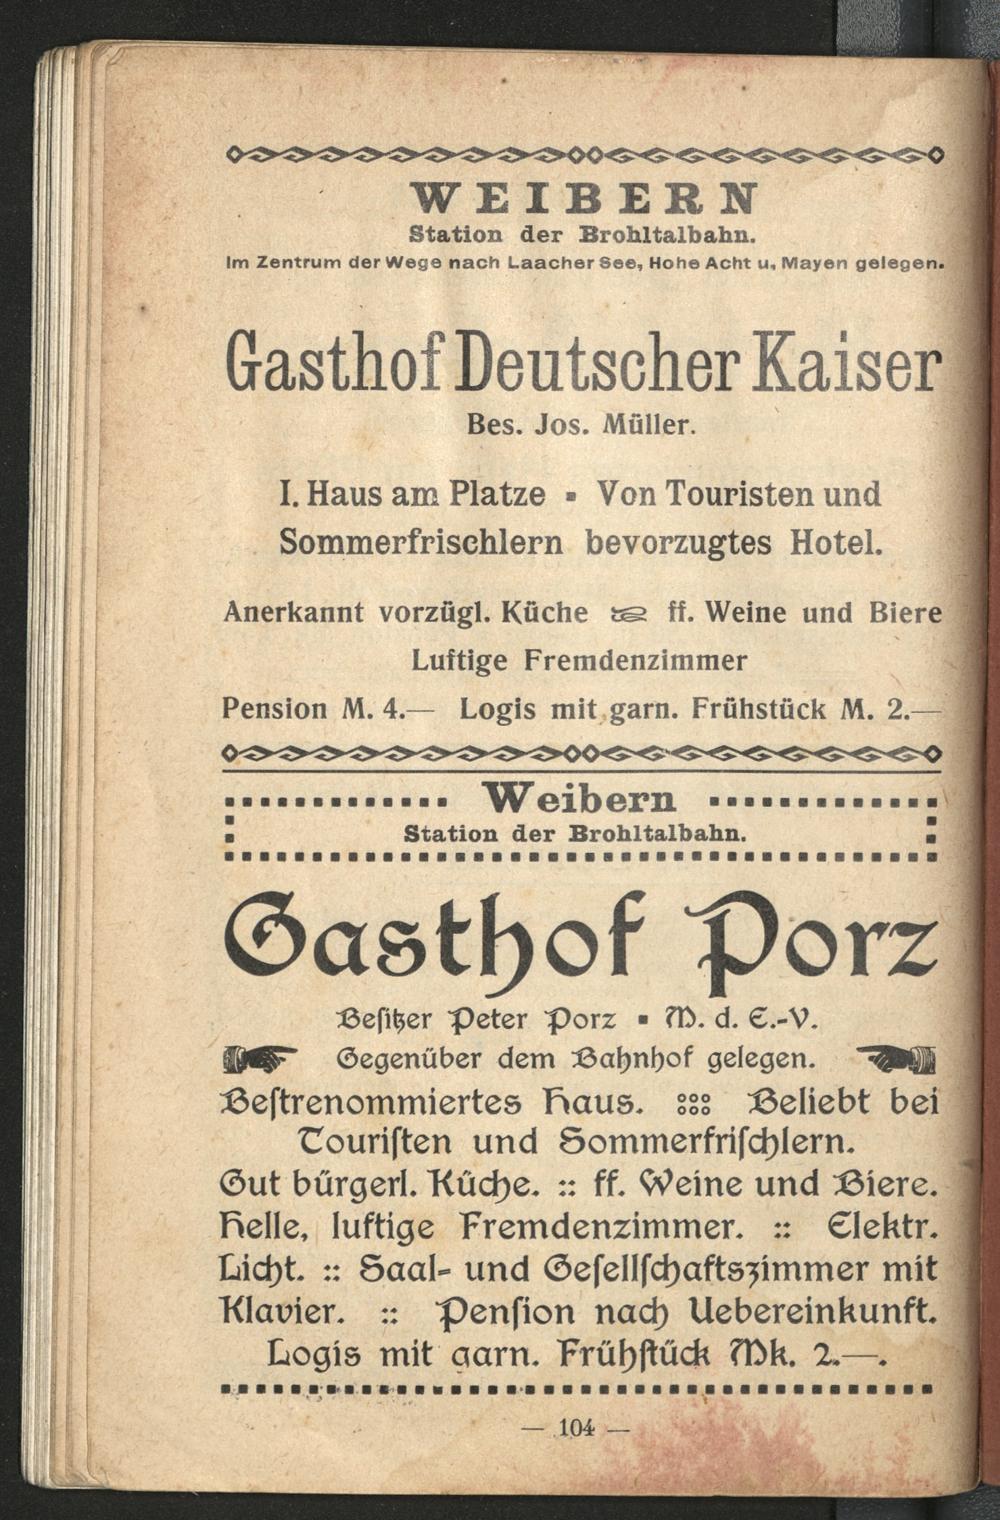 WEIBERN
Station der Brohltalbahn.
Im Zentrum der Wege nach Laacher See, Hohe Acht u. Mayen gelegen.
Gasthof Deutscher Kaiser
Bes. Jos. Müller.
I. Haus am Platze ▪ Von Touristen und
Sommerfrischlern bevorzugtes Hotel.
Anerkannt vorzügl. Küche ff. Weine und Biere
Luftige Fremdenzimmer
Pension M. 4.— Logis mit garn. Frühstück M. 2.—
Weibern
Station der Brohltalbahn.
Gasthof Porz
Beſitzer Peter Porz ▪ M. d. E.-V.
Gegenüber dem Bahnhof gelegen.
Beſtrenommiertes Haus. :::: Beliebt bei
Touriſten und Sommerfriſchlern.
Gut bürgerl. Küche. :: ff. Weine und Biere.
Helle, luftige Fremdenzimmer. :: Elektr.
Licht. :: Saal- und Geſellſchaftszimmer mit
Klavier. :: Penſion nach Uebereinkunft.
Logis mit garn. Frühſtück Mk. 2.—.
— 104 —